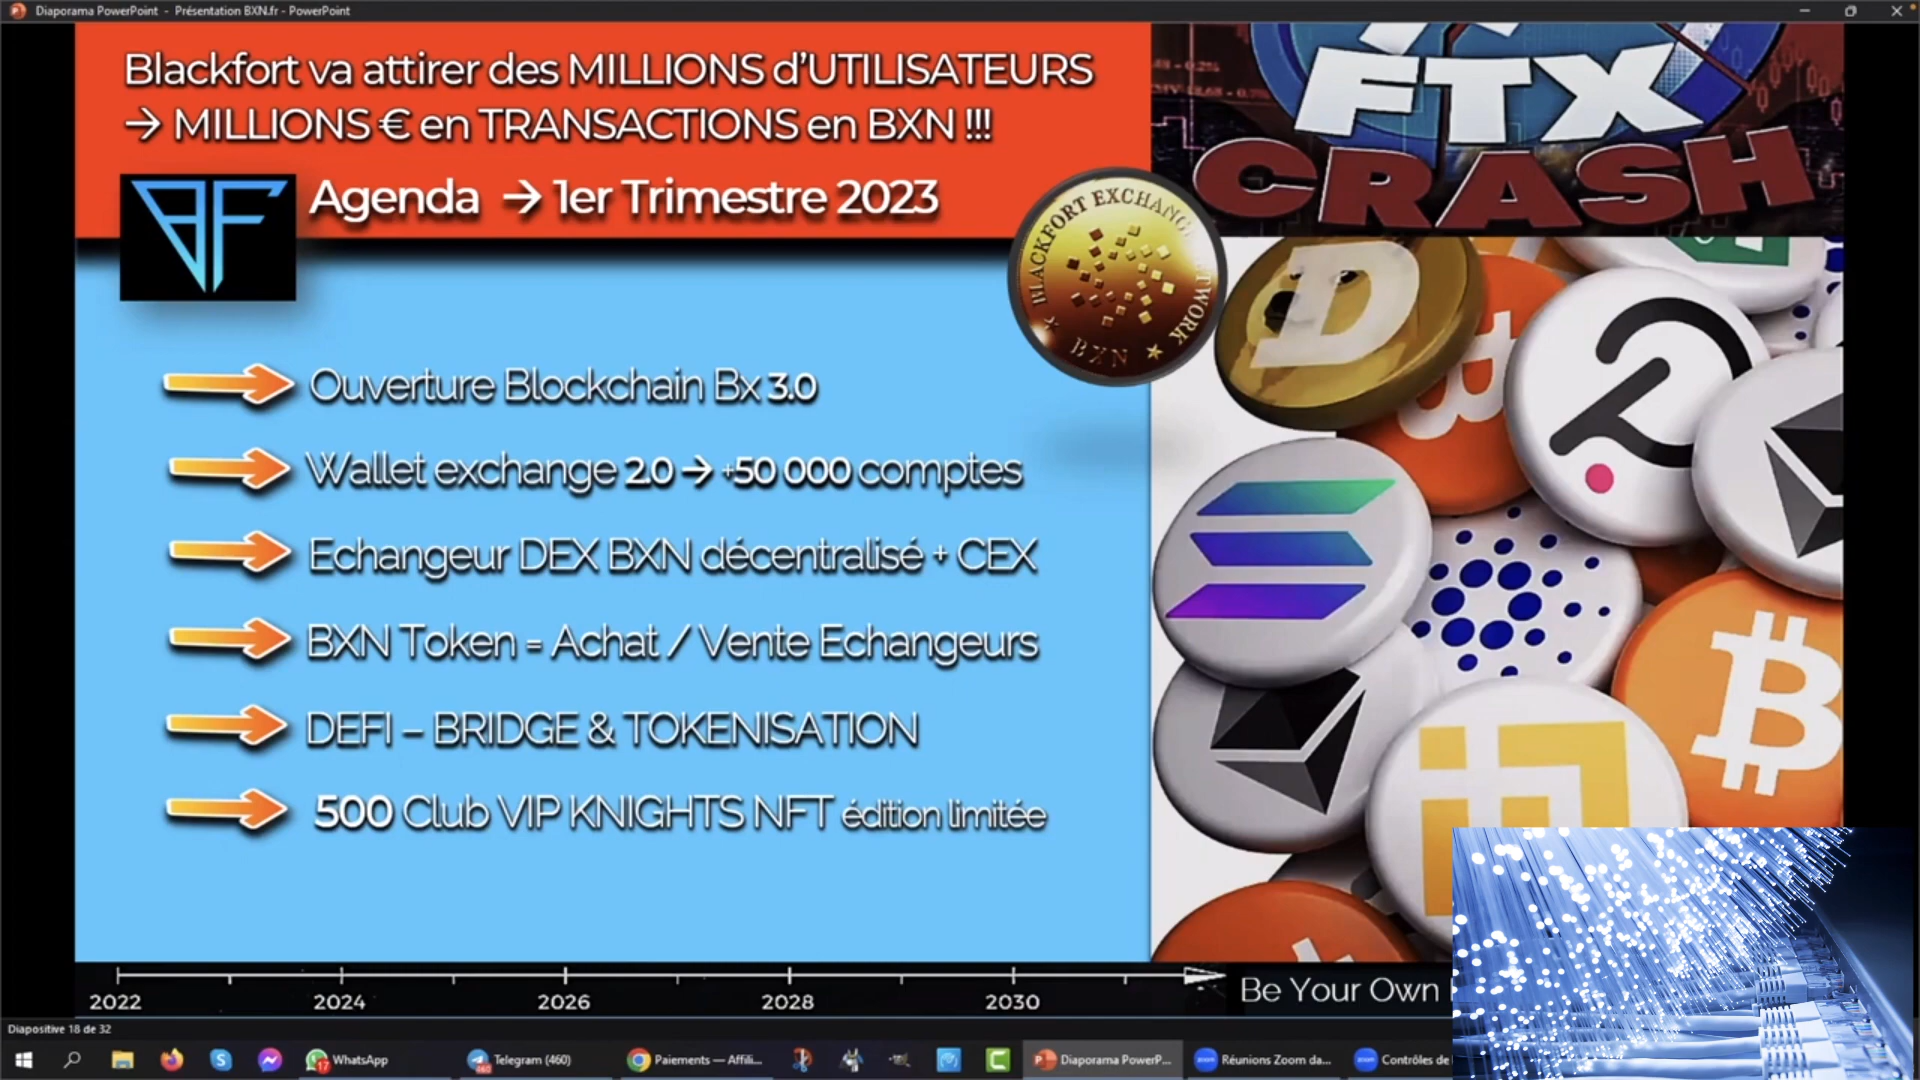 Diaporama PowerPoint - Présentation BXN.fr - PowerPoint
Blackfort va attirer des MILLIONS d'UTILISATEURS
→ MILLIONS € en TRANSACTIONS en BXN !!!
Agenda → 1er Trimestre 2023
FTX
CRASH
BLACKFORT EXCHANGE NETWORK
BXN
Ouverture Blockchain Bx 3.0
Wallet exchange 2.0 → +50 000 comptes
Echangeur DEX BXN décentralisé + CEX
BXN Token = Achat / Vente Echangeurs
DEFI – BRIDGE & TOKENISATION
500 Club VIP KNIGHTS NFT édition limitée
2022 2024 2026 2028 2030
Be Your Own
Diapositive 18 de 32
17 WhatsApp 460 Telegram (460) Paiements — Affili... Diaporama PowerP... Réunions Zoom da... Contrôles de